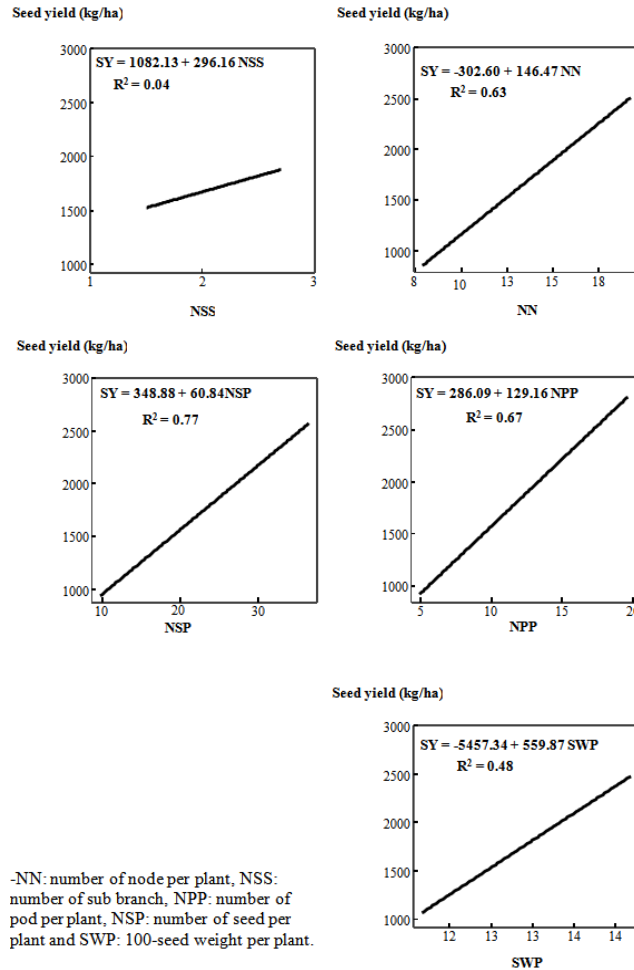 Seed yield (kg/ha)
3000
SY = 1082.13 + 296.16 NSS
R² = 0.04
2500
2000
1500
1000
1 2 3
NSS
Seed yield (kg/ha)
3000
SY = -302.60 + 146.47 NN
R² = 0.63
2500
2000
1500
1000
8 10 13 15 18
NN
Seed yield (kg/ha)
3000
SY = 348.88 + 60.84NSP
R² = 0.77
2500
2000
1500
1000
10 20 30
NSP
Seed yield (kg/ha)
3000
SY = 286.09 + 129.16 NPP
R² = 0.67
2500
2000
1500
1000
5 10 15 20
NPP
Seed yield (kg/ha)
3000
SY = -5457.34 + 559.87 SWP
R² = 0.48
2500
2000
1500
1000
12 13 13 14 14
SWP
-NN: number of node per plant, NSS:
number of sub branch, NPP: number of
pod per plant, NSP: number of seed per
plant and SWP: 100-seed weight per plant.